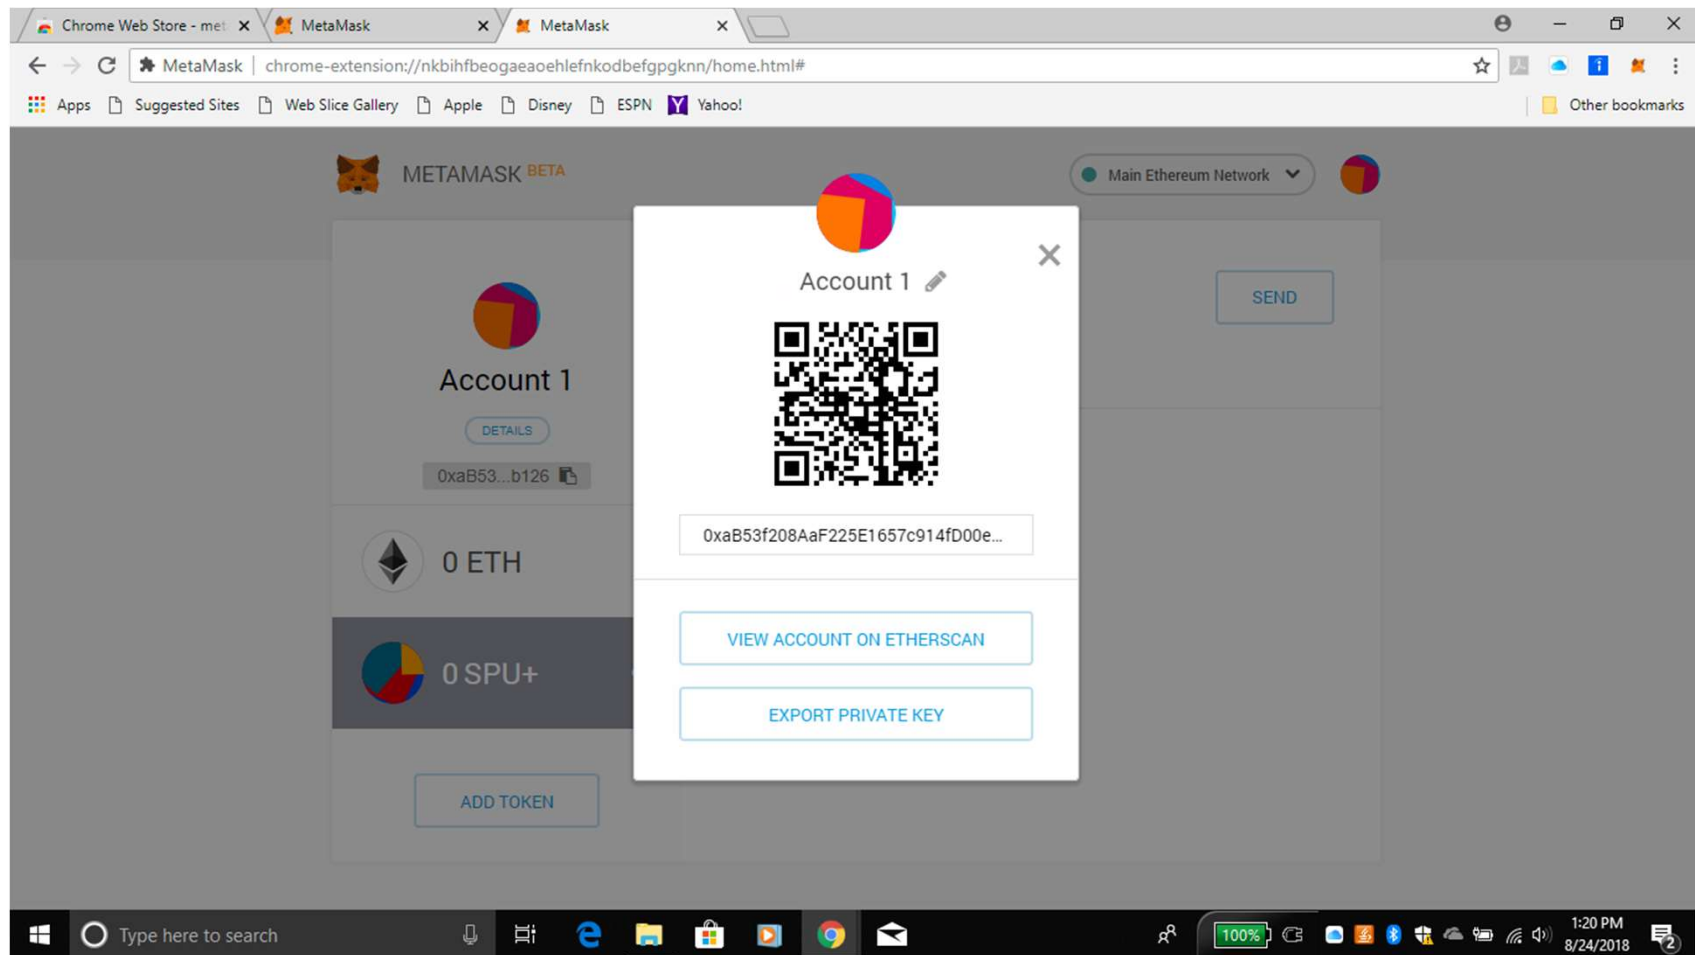 Chrome Web Store - met
MetaMask
MetaMask
MetaMask chrome-extension://nkbihfbeogaeaoehlefnkodbefgpgknn/home.html#
Apps Suggested Sites Web Slice Gallery Apple Disney ESPN Yahoo! Other bookmarks
METAMASK BETA
Main Ethereum Network
Account 1
DETAILS
0xaB53...b126
0 ETH
0 SPU+
ADD TOKEN
Account 1
0xaB53f208AaF225E1657c914fD00e...
VIEW ACCOUNT ON ETHERSCAN
EXPORT PRIVATE KEY
SEND
Type here to search
100%
1:20 PM
8/24/2018
2